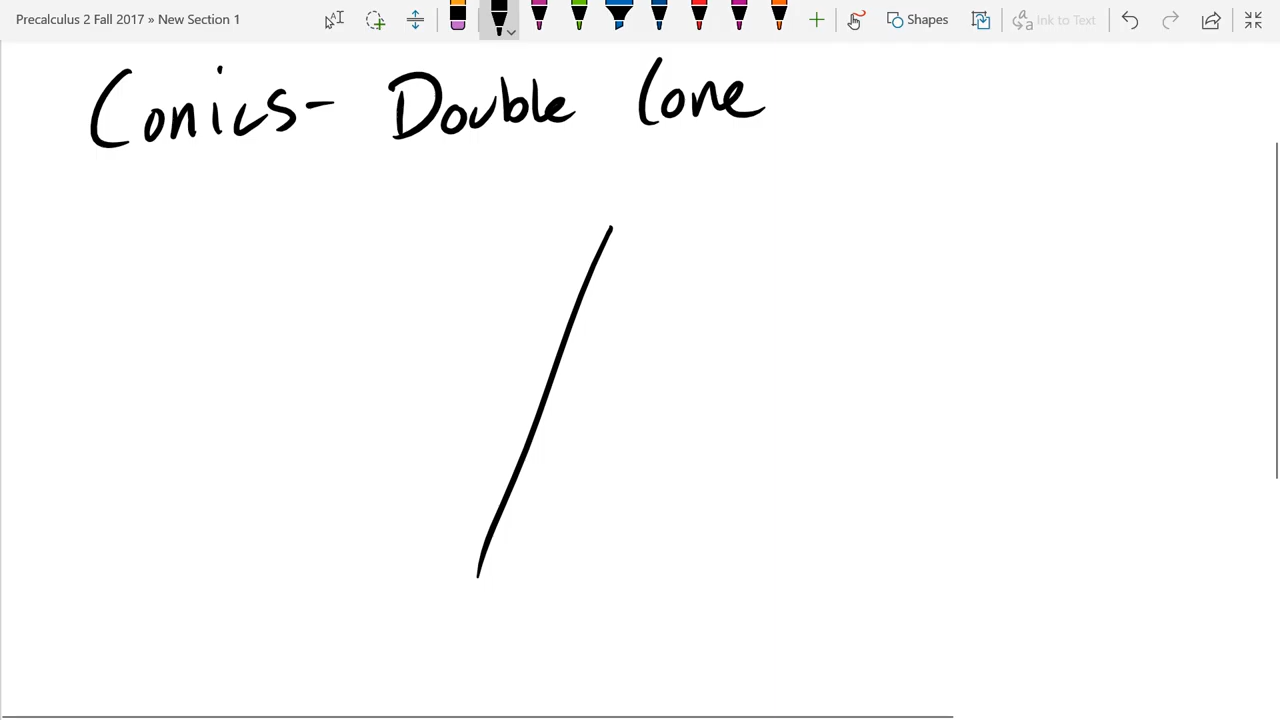 Precalculus 2 Fall 2017 » New Section 1
Shapes
Ink to Text
Conics- Double Cone